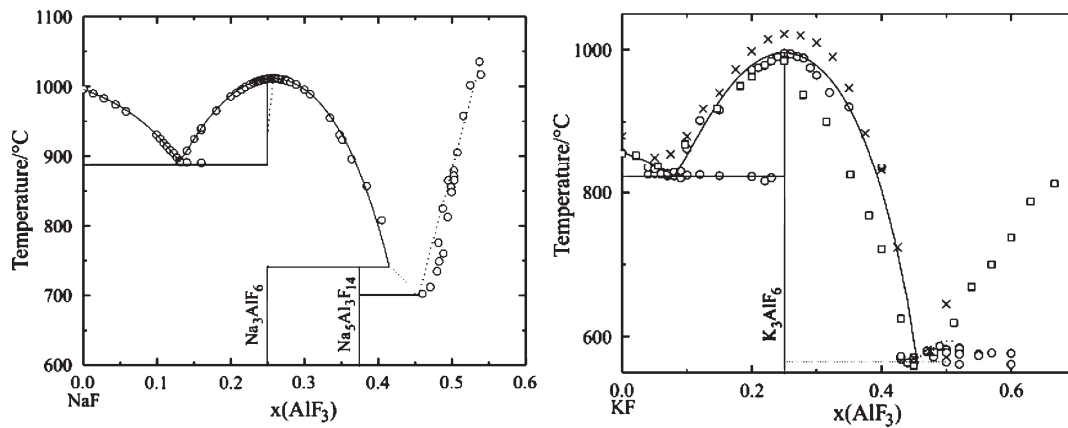 1100
1000
900
800
700
600
Temperature/°C
Na₃AlF₆
Na₅Al₃F₁₄
0.0 0.1 0.2 0.3 0.4 0.5 0.6
NaF
x(AlF₃)
1000
800
600
Temperature/°C
K₃AlF₆
0.0 0.2 0.4 0.6
KF
x(AlF₃)